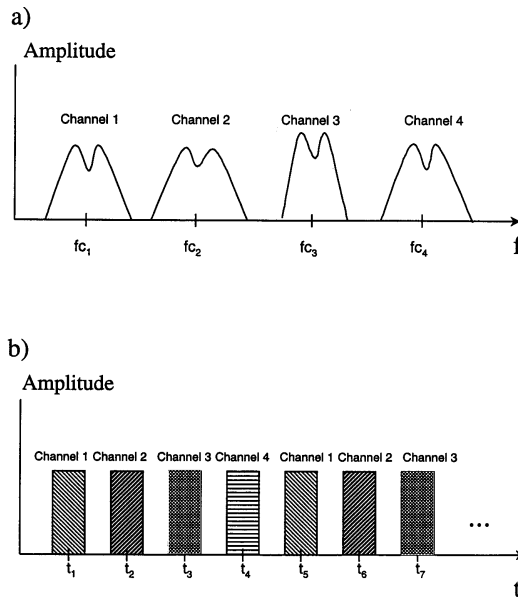 a)
Amplitude
Channel 1 Channel 2 Channel 3 Channel 4
fc₁ fc₂ fc₃ fc₄ f
b)
Amplitude
Channel 1 Channel 2 Channel 3 Channel 4 Channel 1 Channel 2 Channel 3
...
t₁ t₂ t₃ t₄ t₅ t₆ t₇ t